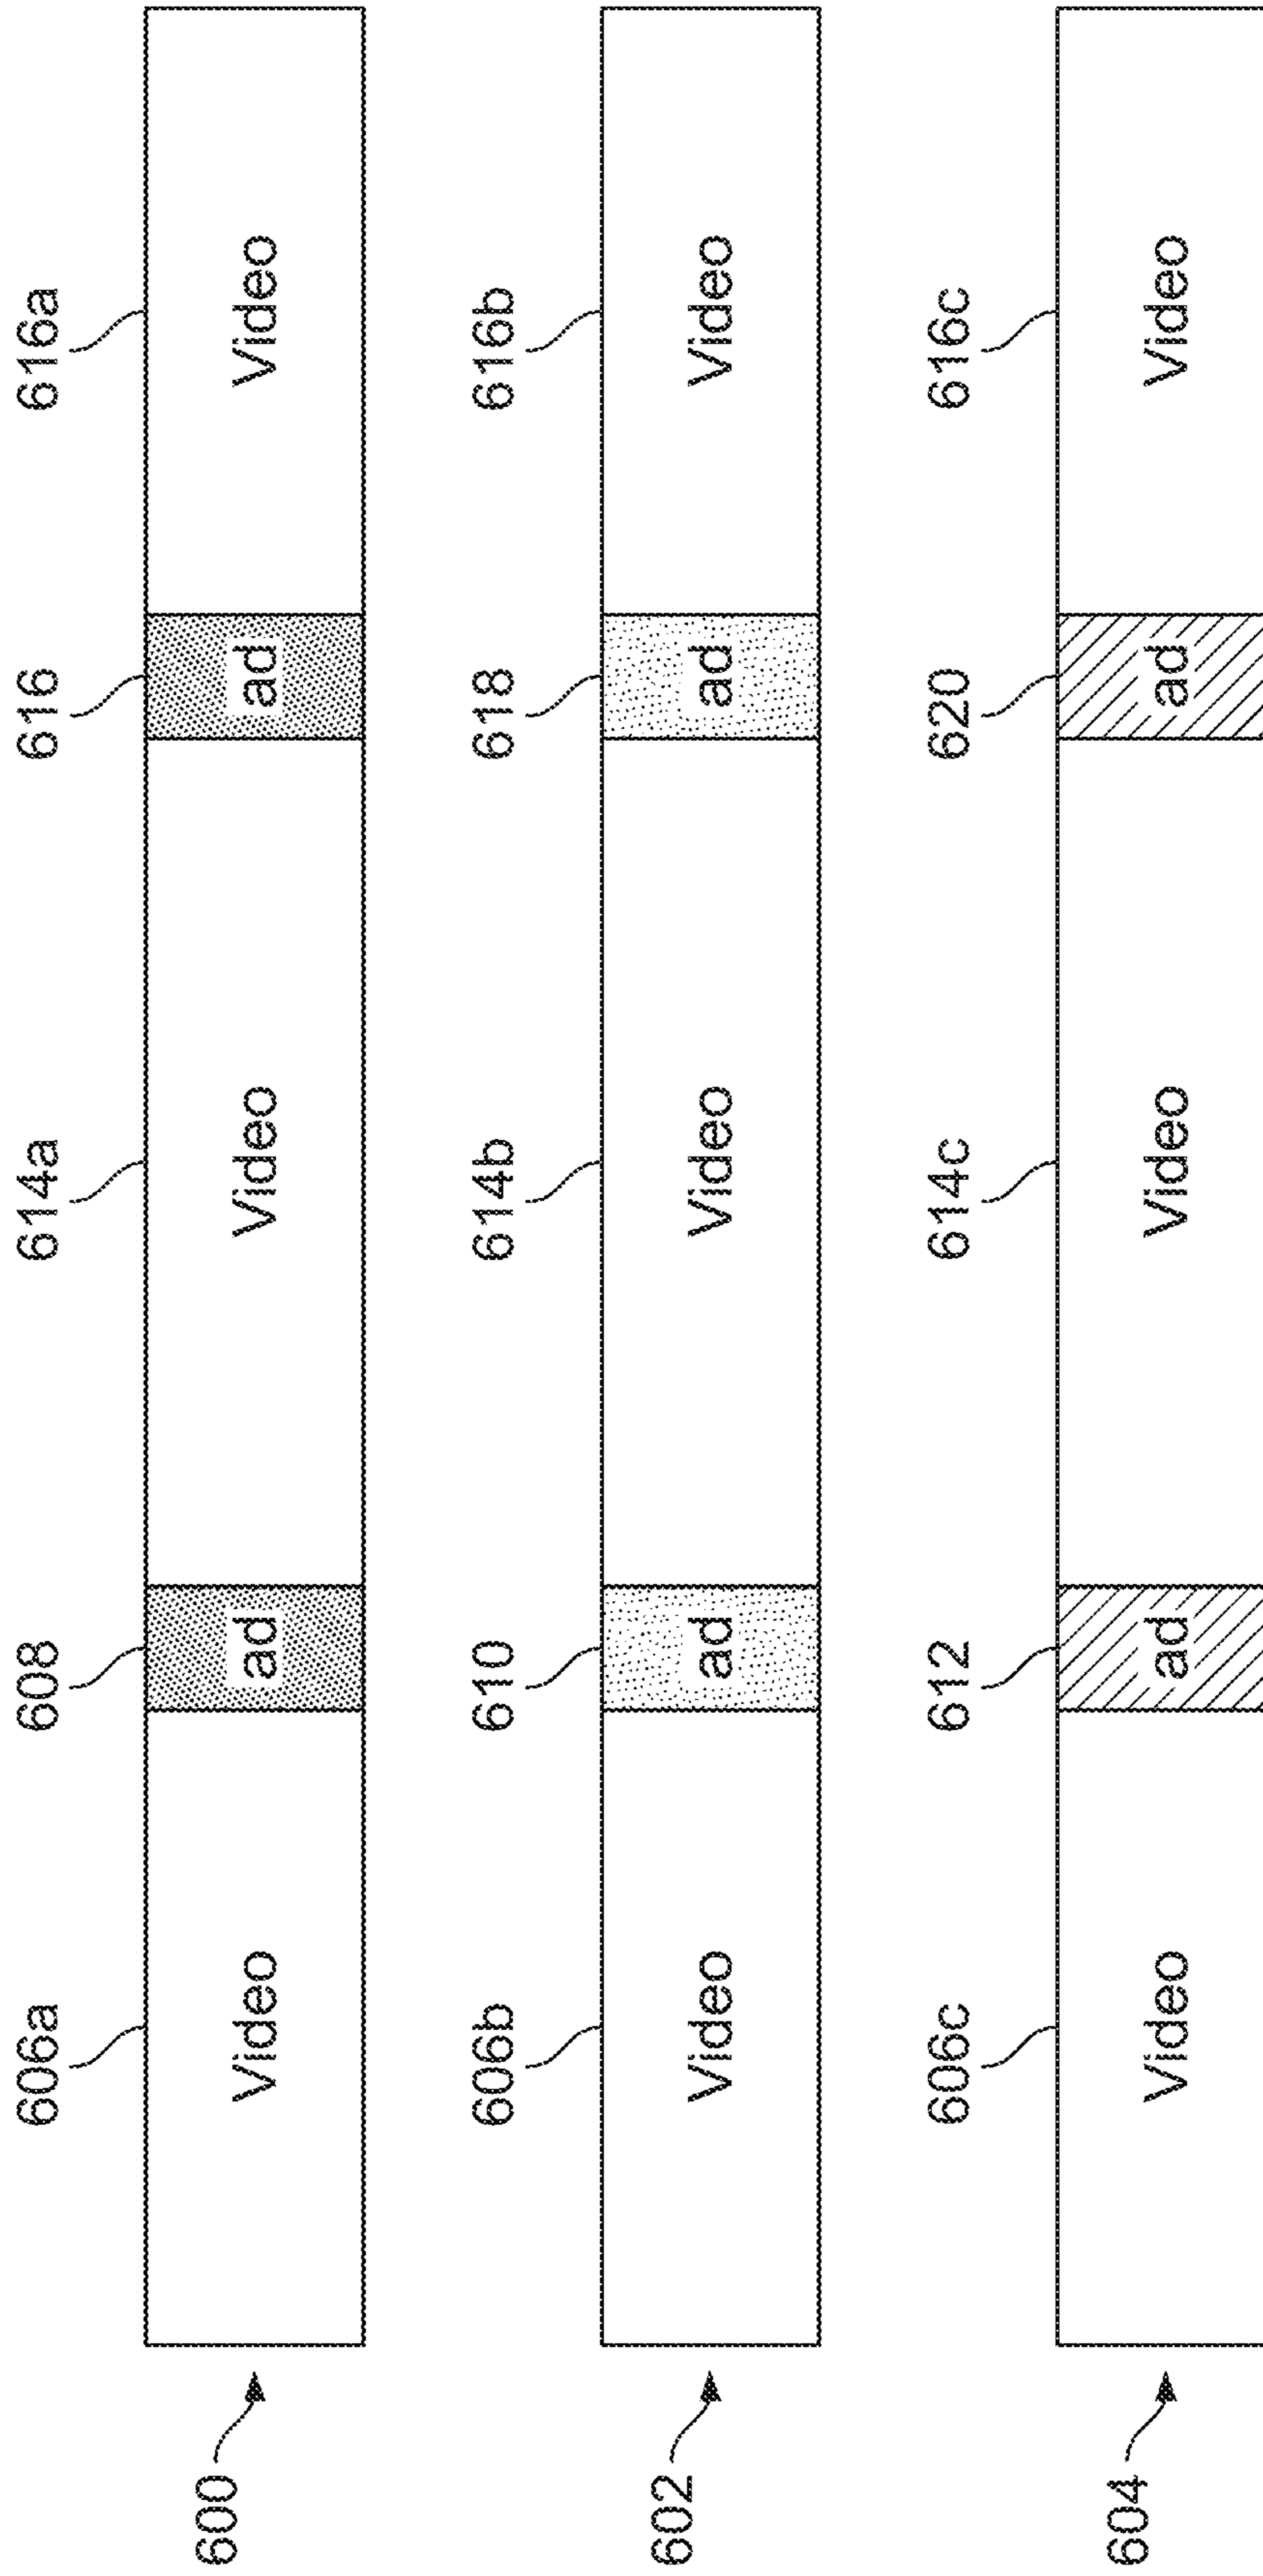 606a 608 614a 616 616a
600 Video ad Video ad Video
606b 610 614b 618 616b
602 Video ad Video ad Video
606c 612 614c 620 616c
604 Video ad Video ad Video